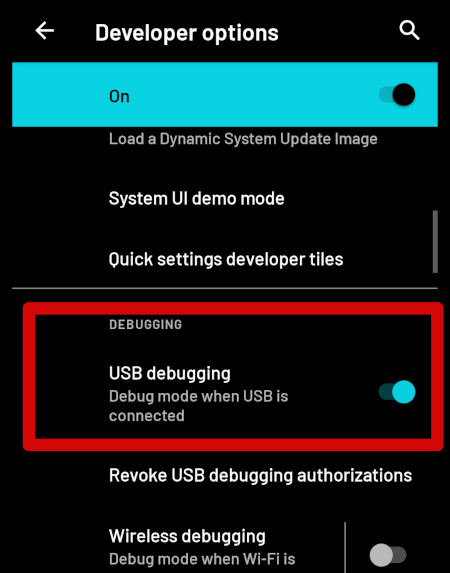 Developer options
On
Load a Dynamic System Update Image
System UI demo mode
Quick settings developer tiles
DEBUGGING
USB debugging
Debug mode when USB is
connected
Revoke USB debugging authorizations
Wireless debugging
Debug mode when Wi-Fi is